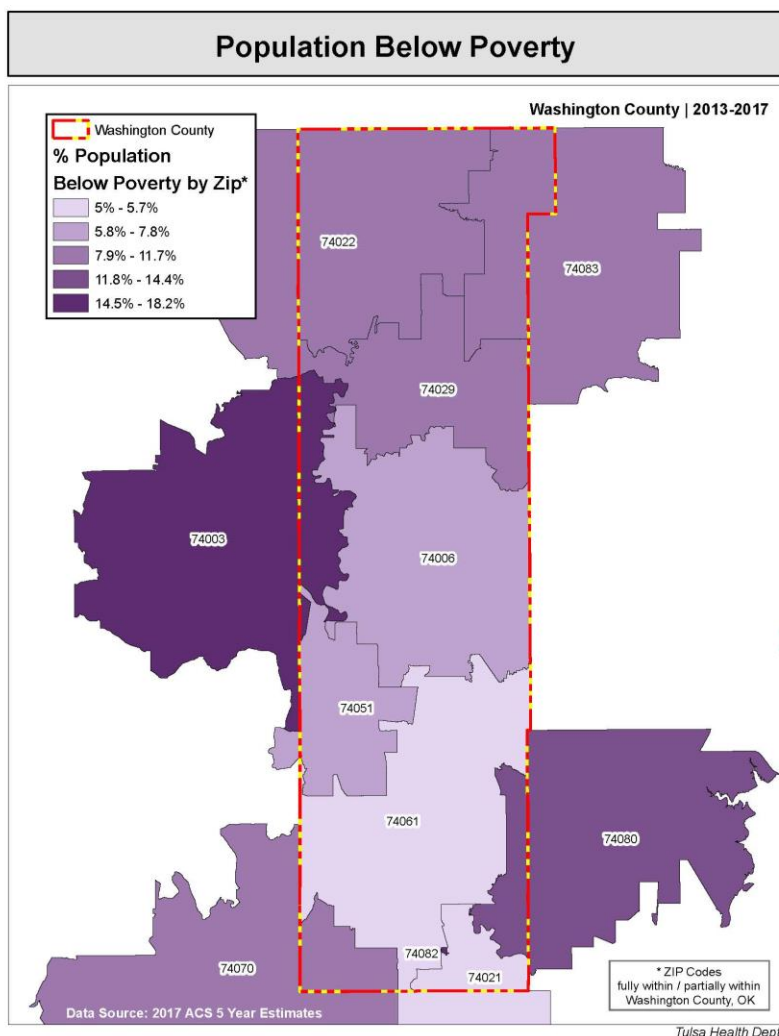 Population Below Poverty
Washington County | 2013-2017
Washington County
% Population
Below Poverty by Zip*
5% - 5.7%
5.8% - 7.8%
7.9% - 11.7%
11.8% - 14.4%
14.5% - 18.2%
74022
74083
74029
74003
74006
74051
74061
74080
74082
74070
74021
* ZIP Codes
fully within / partially within
Washington County, OK
Data Source: 2017 ACS 5 Year Estimates
Tulsa Health Dept